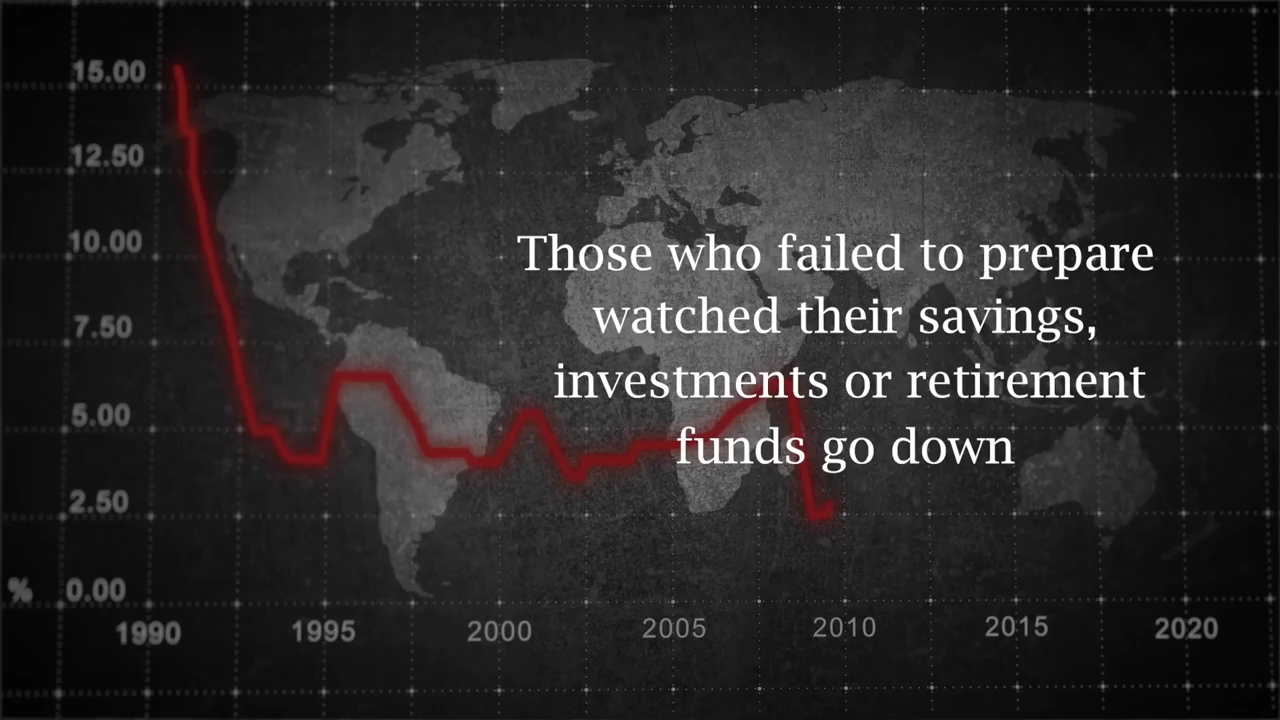 15.00
12.50
10.00
7.50
5.00
2.50
% 0.00
1990 1995 2000 2005 2010 2015 2020
Those who failed to prepare
watched their savings,
investments or retirement
funds go down